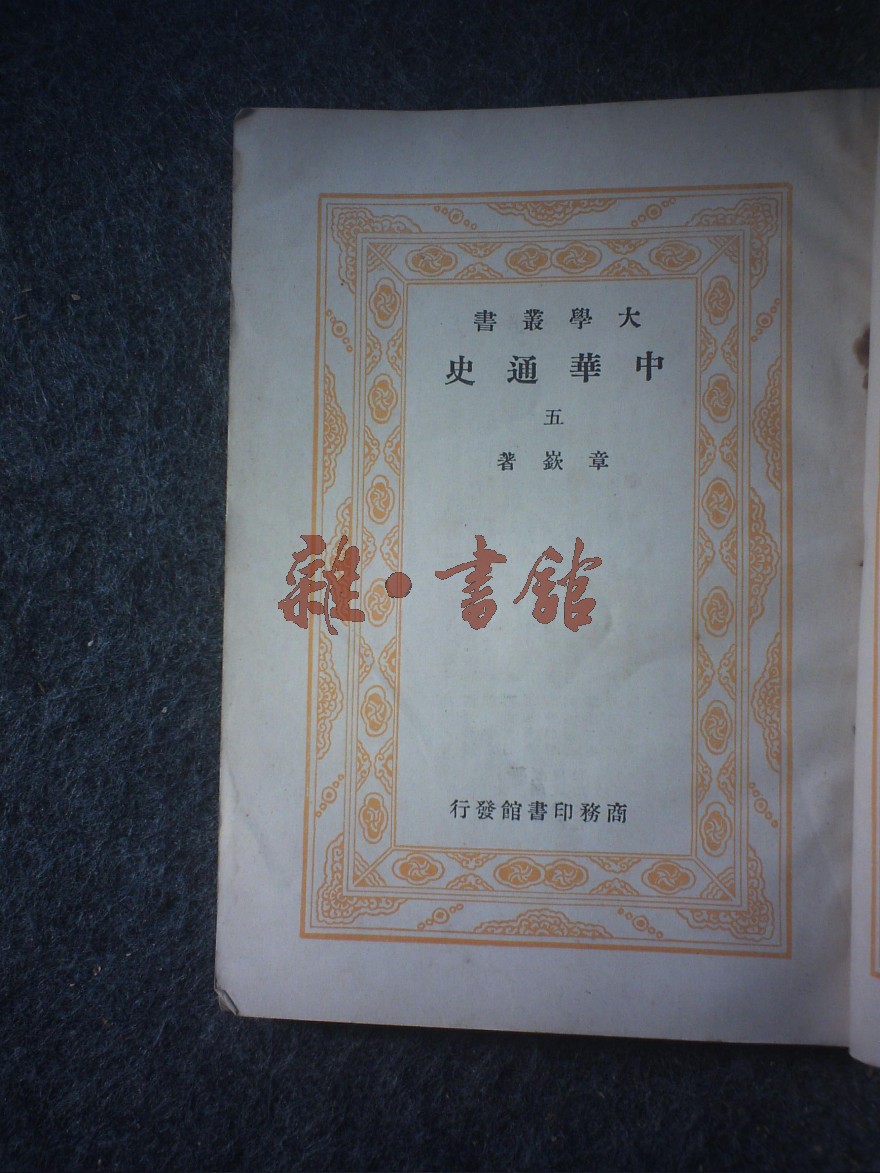 大學叢書
中華通史
五
章嶔著
雜·書館
商務印書館發行